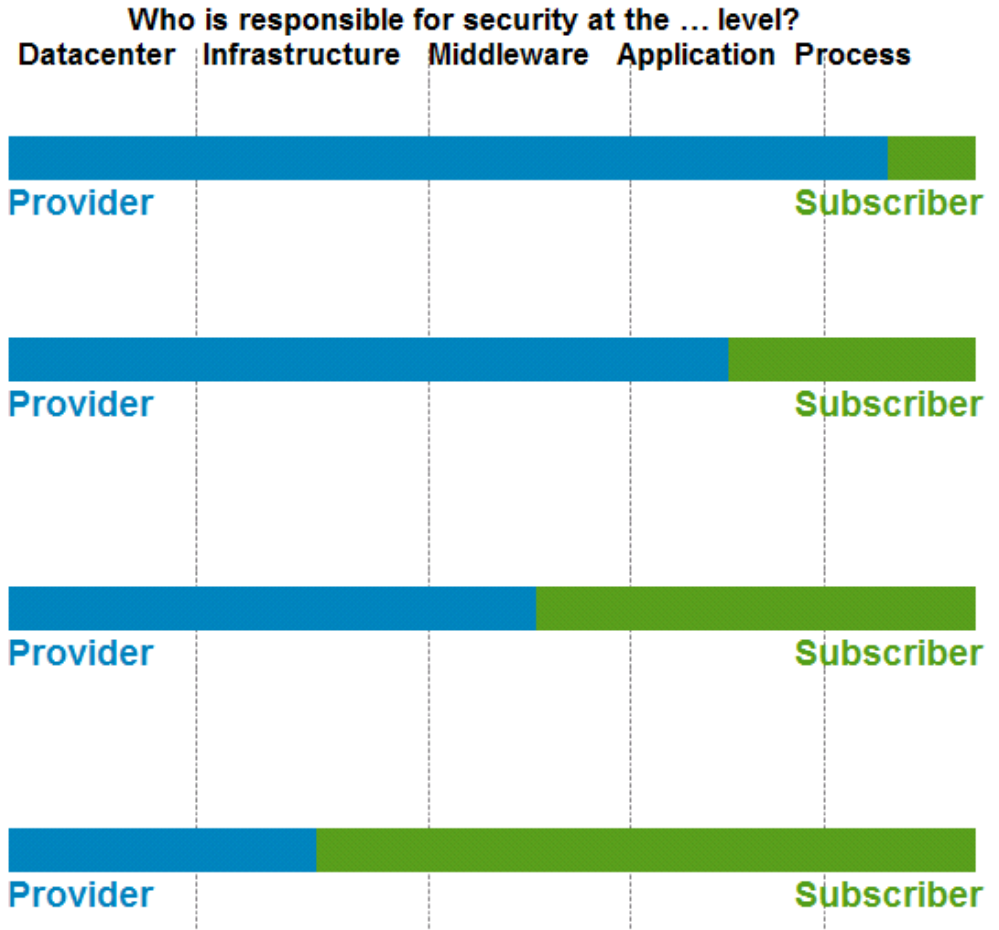 Who is responsible for security at the … level?
Datacenter Infrastructure Middleware Application Process
Provider Subscriber
Provider Subscriber
Provider Subscriber
Provider Subscriber